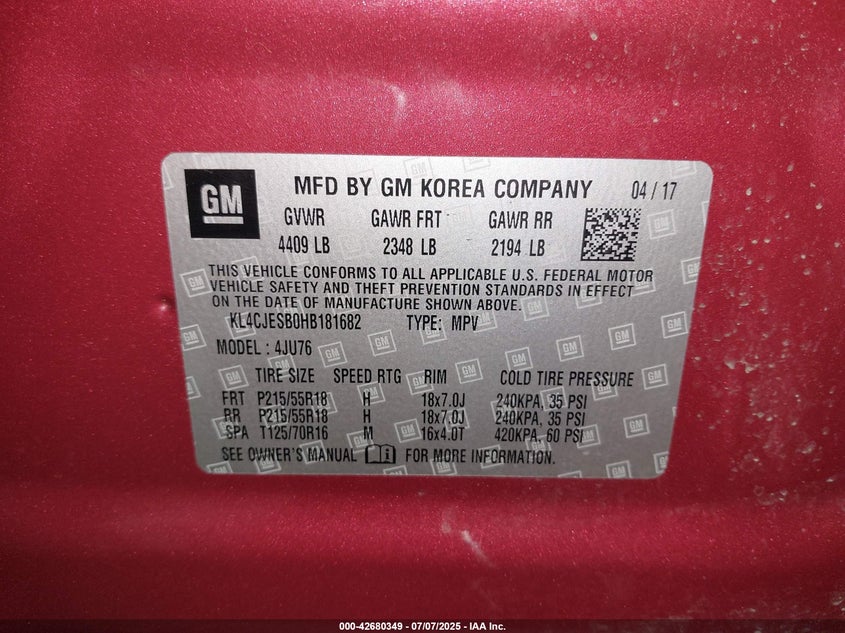 GM
MFD BY GM KOREA COMPANY 04 / 17
GVWR GAWR FRT GAWR RR
4409 LB 2348 LB 2194 LB
THIS VEHICLE CONFORMS TO ALL APPLICABLE U.S. FEDERAL MOTOR
VEHICLE SAFETY AND THEFT PREVENTION STANDARDS IN EFFECT
ON THE DATE OF MANUFACTURE SHOWN ABOVE.
KL4CJESB0HB181682 TYPE: MPV
MODEL : 4JU76
TIRE SIZE SPEED RTG RIM COLD TIRE PRESSURE
FRT P215/55R18 H 18x7.0J 240KPA, 35 PSI
RR P215/55R18 H 18x7.0J 240KPA, 35 PSI
SPA T125/70R16 M 16x4.0T 420KPA, 60 PSI
SEE OWNER'S MANUAL FOR MORE INFORMATION.
000-42680349 - 07/07/2025 - IAA Inc.